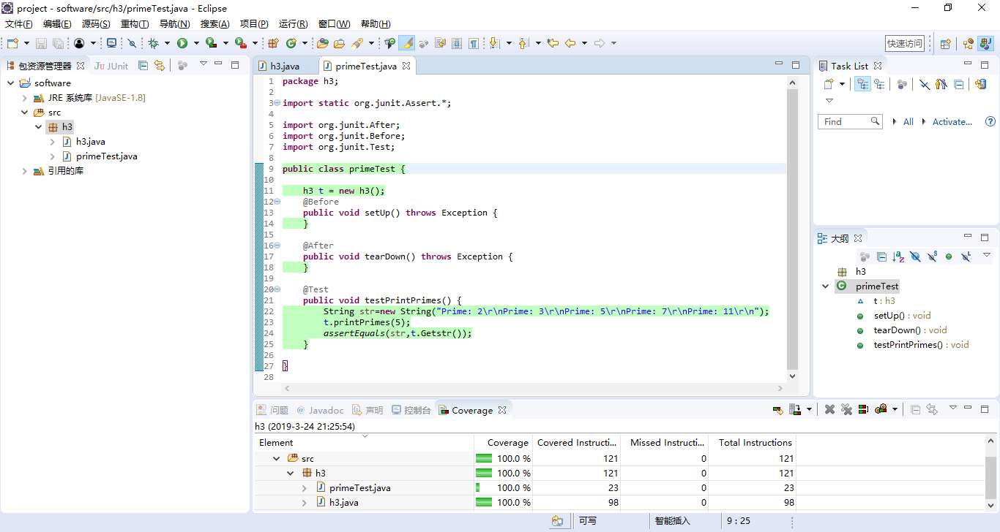 project - software/src/h3/primeTest.java - Eclipse
文件(F) 编辑(E) 源码(S) 重构(T) 导航(N) 搜索(A) 项目(P) 运行(R) 窗口(W) 帮助(H)
快速访问
包资源管理器 JUnit
software
JRE 系统库 [JavaSE-1.8]
src
h3
h3.java
primeTest.java
引用的库
h3.java primeTest.java
1 package h3;
2
3 import static org.junit.Assert.*;
4
5 import org.junit.After;
6 import org.junit.Before;
7 import org.junit.Test;
8
9 public class primeTest {
10
11 h3 t = new h3();
12 @Before
13 public void setUp() throws Exception {
14 }
15
16 @After
17 public void tearDown() throws Exception {
18 }
19
20 @Test
21 public void testPrintPrimes() {
22 String str=new String("Prime: 2\r\nPrime: 3\r\nPrime: 5\r\nPrime: 7\r\nPrime: 11\r\n");
23 t.printPrimes(5);
24 assertEquals(str,t.Getstr());
25 }
26
27 }
28
Task List
Find All Activate...
大纲
h3
primeTest
t : h3
setUp() : void
tearDown() : void
testPrintPrimes() : void
问题 @ Javadoc 声明 控制台 Coverage
h3 (2019-3-24 21:25:54)
Element Coverage Covered Instructi... Missed Instructi... Total Instructions
src 100.0 % 121 0 121
h3 100.0 % 121 0 121
primeTest.java 100.0 % 23 0 23
h3.java 100.0 % 98 0 98
可写 智能插入 9 : 25